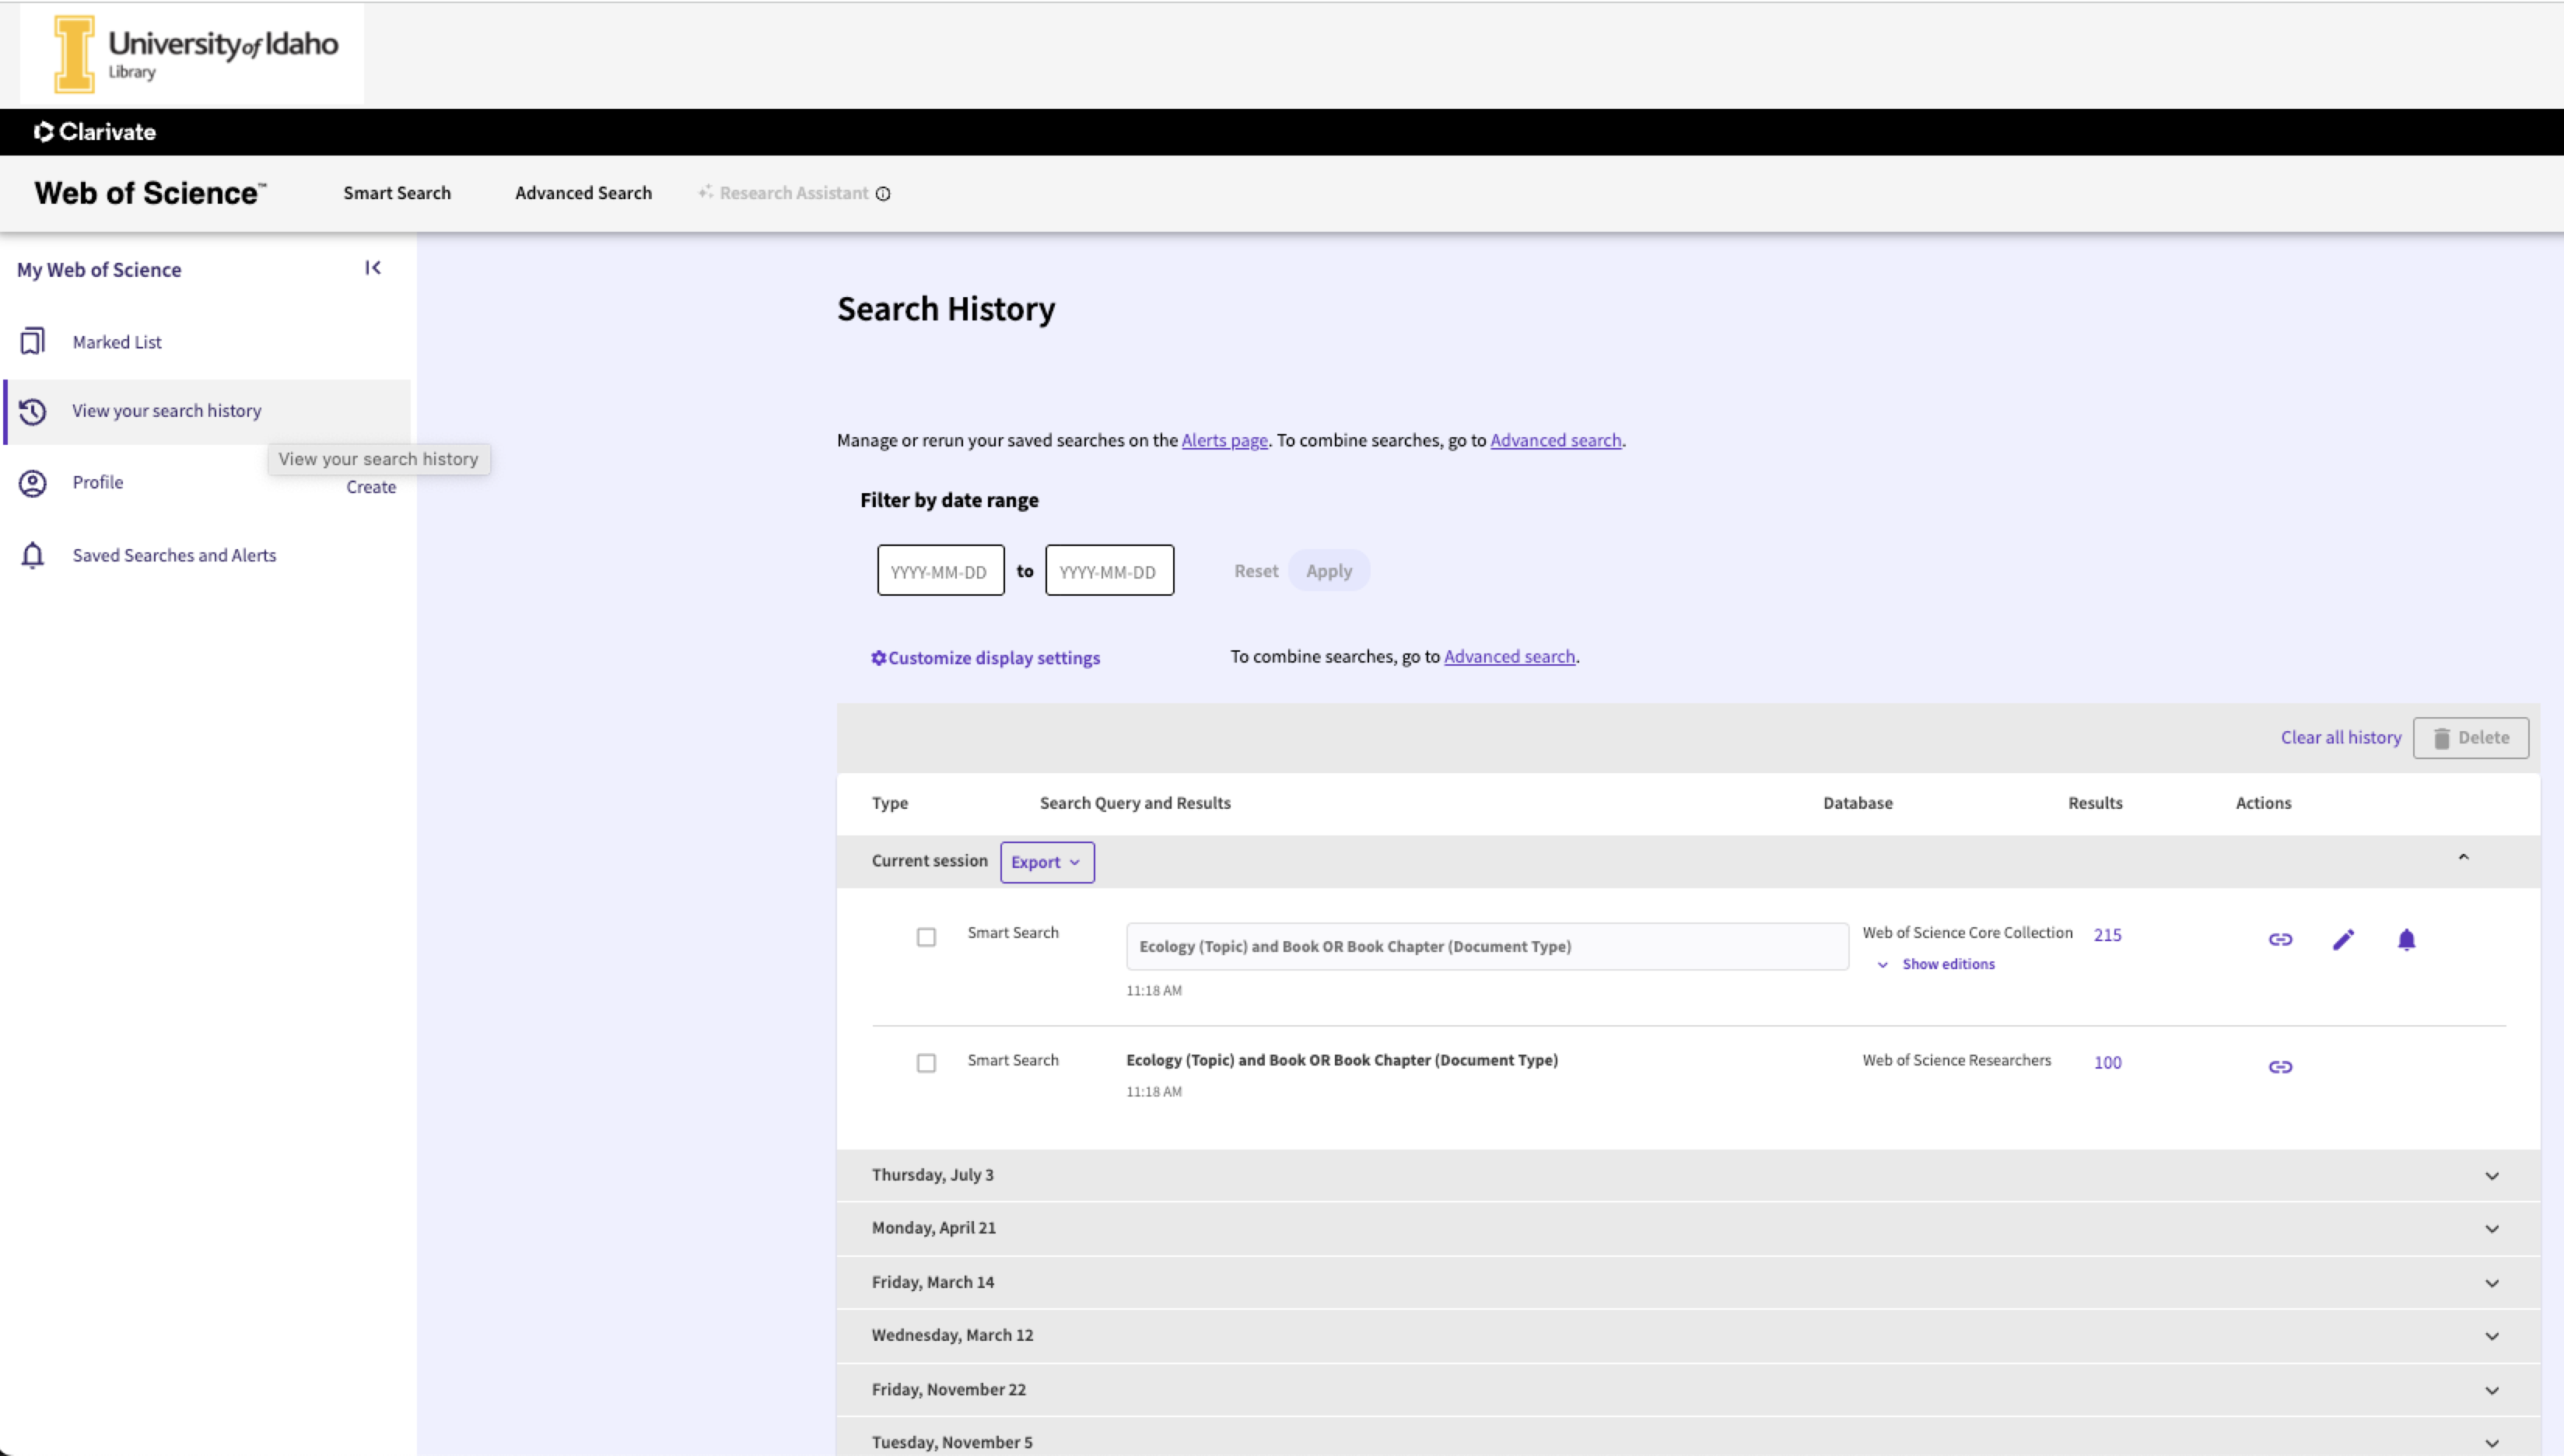 University of Idaho
Library
Clarivate
Web of Science™
Smart Search
Advanced Search
Research Assistant
My Web of Science
Marked List
View your search history
View your search history
Profile
Create
Saved Searches and Alerts
Search History
Manage or rerun your saved searches on the Alerts page. To combine searches, go to Advanced search.
Filter by date range
YYYY-MM-DD to YYYY-MM-DD Reset Apply
Customize display settings
To combine searches, go to Advanced search.
Clear all history Delete
Type Search Query and Results Database Results Actions
Current session Export
Smart Search Ecology (Topic) and Book OR Book Chapter (Document Type) Web of Science Core Collection 215
Show editions
11:18 AM
Smart Search Ecology (Topic) and Book OR Book Chapter (Document Type) Web of Science Researchers 100
11:18 AM
Thursday, July 3
Monday, April 21
Friday, March 14
Wednesday, March 12
Friday, November 22
Tuesday, November 5